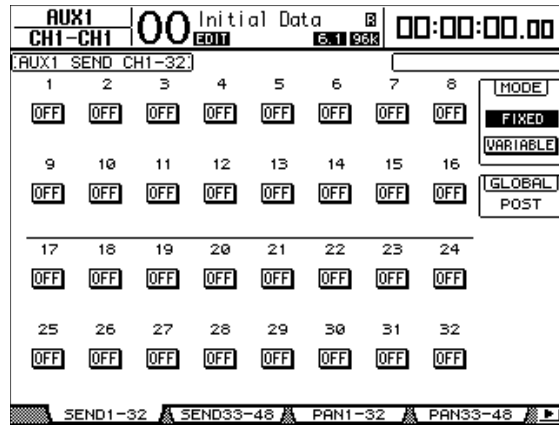 AUX1
CH1-CH1
00 Initial Data
EDIT
6.1 96k
00:00:00.00
AUX1 SEND CH1-32
1 2 3 4 5 6 7 8
OFF OFF OFF OFF OFF OFF OFF OFF
MODE
FIXED
VARIABLE
9 10 11 12 13 14 15 16
OFF OFF OFF OFF OFF OFF OFF OFF
GLOBAL
POST
17 18 19 20 21 22 23 24
OFF OFF OFF OFF OFF OFF OFF OFF
25 26 27 28 29 30 31 32
OFF OFF OFF OFF OFF OFF OFF OFF
SEND1-32 SEND33-48 PAN1-32 PAN33-48